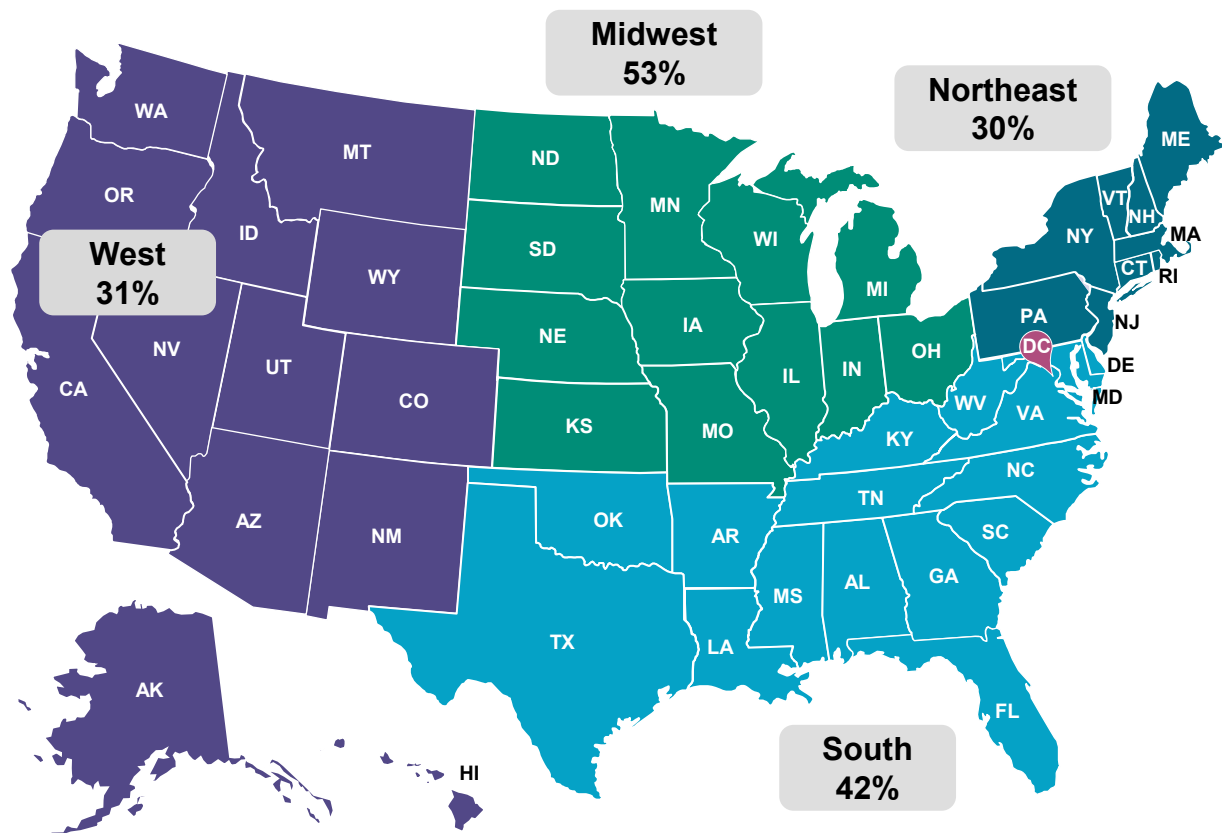 Midwest
53%
Northeast
30%
WA
MT
ND
MN
ME
VT
NH
OR
ID
SD
WI
NY
MA
West
31%
WY
MI
CT
RI
NE
IA
PA
NJ
NV
UT
CO
IL
IN
OH
DC
DE
CA
KS
MO
WV
VA
MD
KY
NC
TN
AZ
NM
OK
AR
SC
MS
AL
GA
TX
LA
AK
FL
HI
South
42%